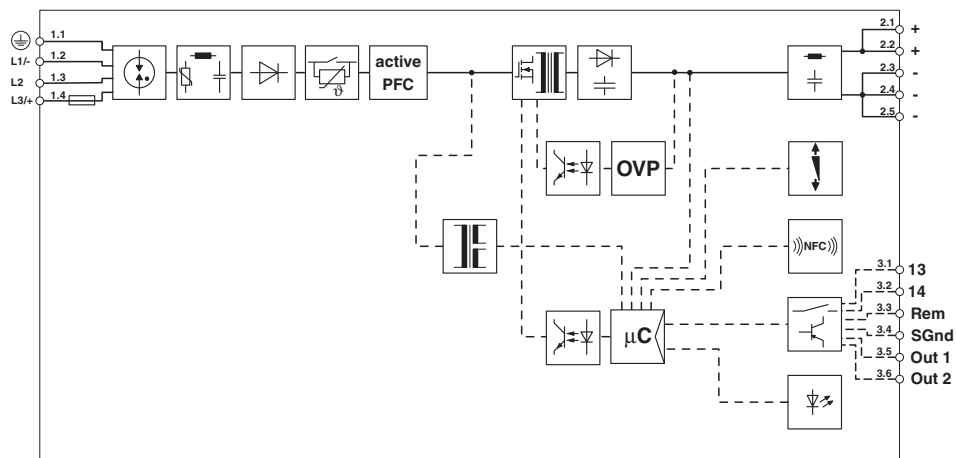 1.1
L1/-
1.2
L2
1.3
L3/+
1.4
ϑ
active
PFC
2.1
+
2.2
+
2.3
-
2.4
-
2.5
-
OVP
NFC
μC
3.1
13
3.2
14
3.3
Rem
3.4
SGnd
3.5
Out 1
3.6
Out 2